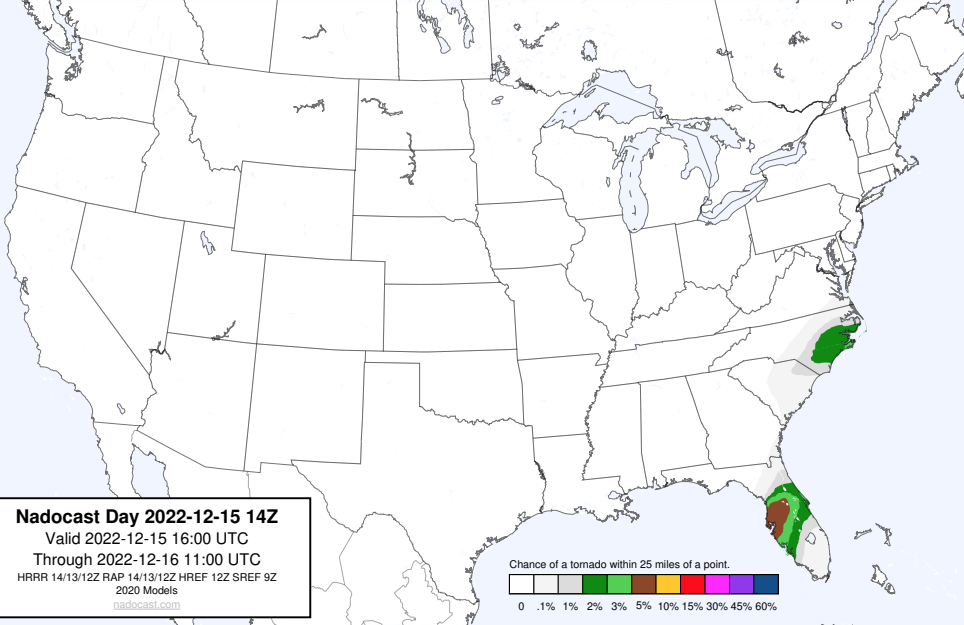 Nadocast Day 2022-12-15 14Z
Valid 2022-12-15 16:00 UTC
Through 2022-12-16 11:00 UTC
HRRR 14/13/12Z RAP 14/13/12Z HREF 12Z SREF 9Z
2020 Models
nadocast.com
Chance of a tornado within 25 miles of a point.
0 .1% 1% 2% 3% 5% 10% 15% 30% 45% 60%